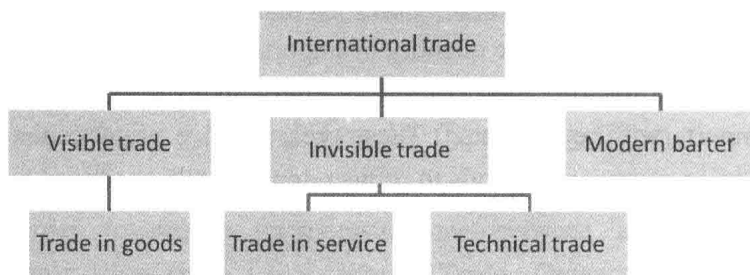 International trade
Visible trade
Invisible trade
Modern barter
Trade in goods
Trade in service
Technical trade